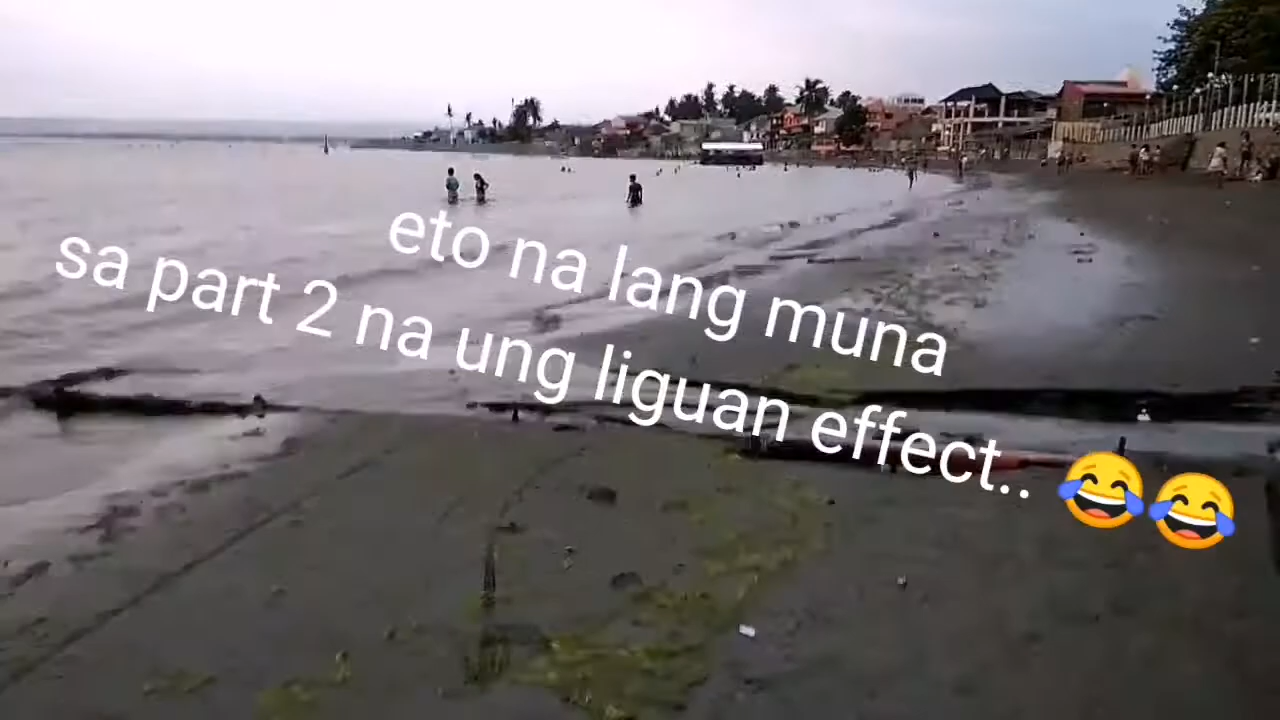 eto na lang muna
sa part 2 na ung liguan effect.. 😂😂